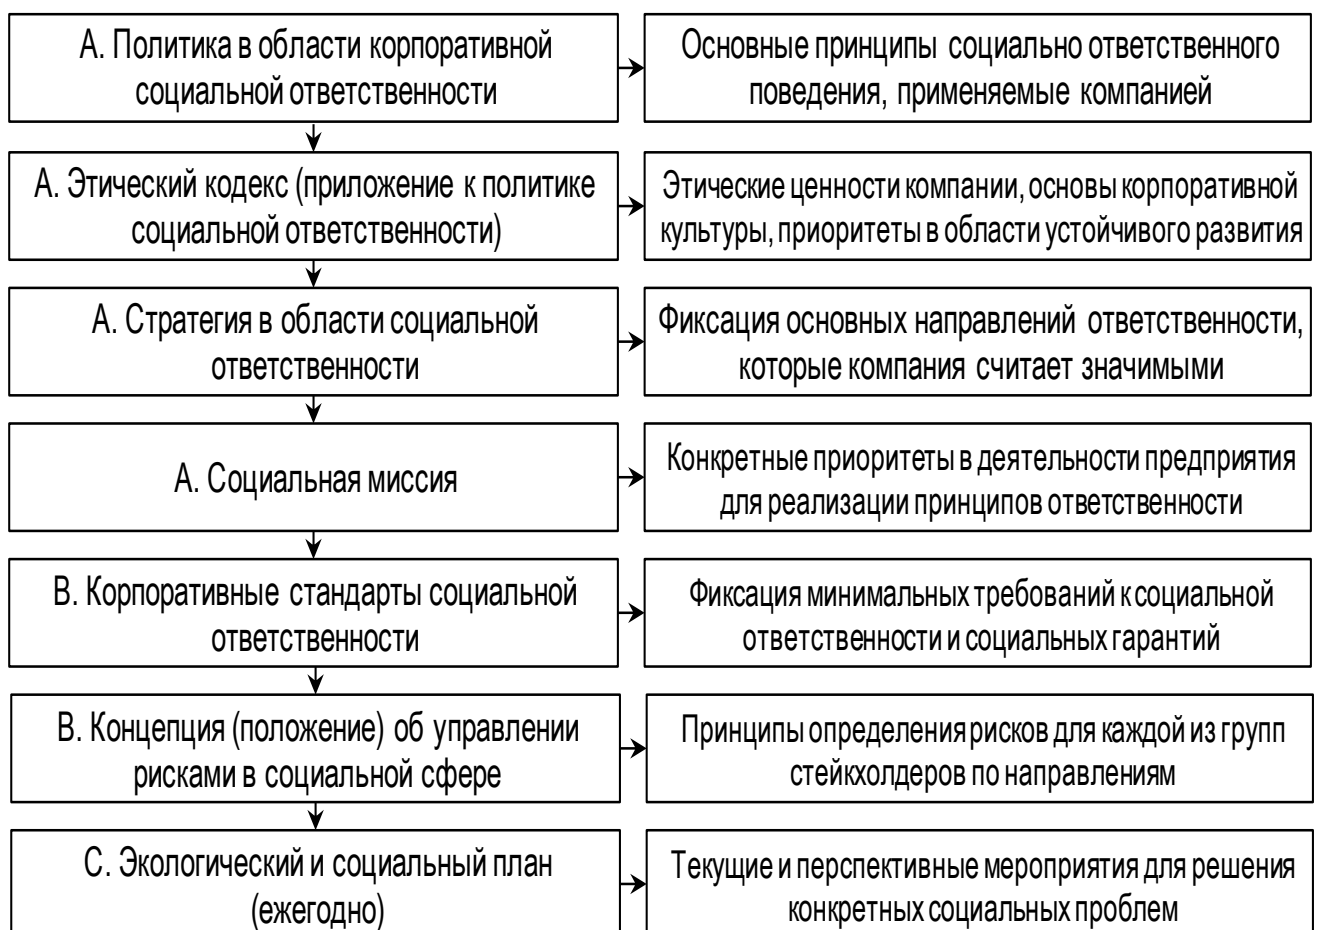 А. Политика в области корпоративной
социальной ответственности
Основные принципы социально ответственного
поведения, применяемые компанией
А. Этический кодекс (приложение к политике
социальной ответственности)
Этические ценности компании, основы корпоративной
культуры, приоритеты в области устойчивого развития
А. Стратегия в области социальной
ответственности
Фиксация основных направлений ответственности,
которые компания считает значимыми
А. Социальная миссия
Конкретные приоритеты в деятельности предприятия
для реализации принципов ответственности
В. Корпоративные стандарты социальной
ответственности
Фиксация минимальных требований к социальной
ответственности и социальных гарантий
В. Концепция (положение) об управлении
рисками в социальной сфере
Принципы определения рисков для каждой из групп
стейкхолдеров по направлениям
С. Экологический и социальный план
(ежегодно)
Текущие и перспективные мероприятия для решения
конкретных социальных проблем